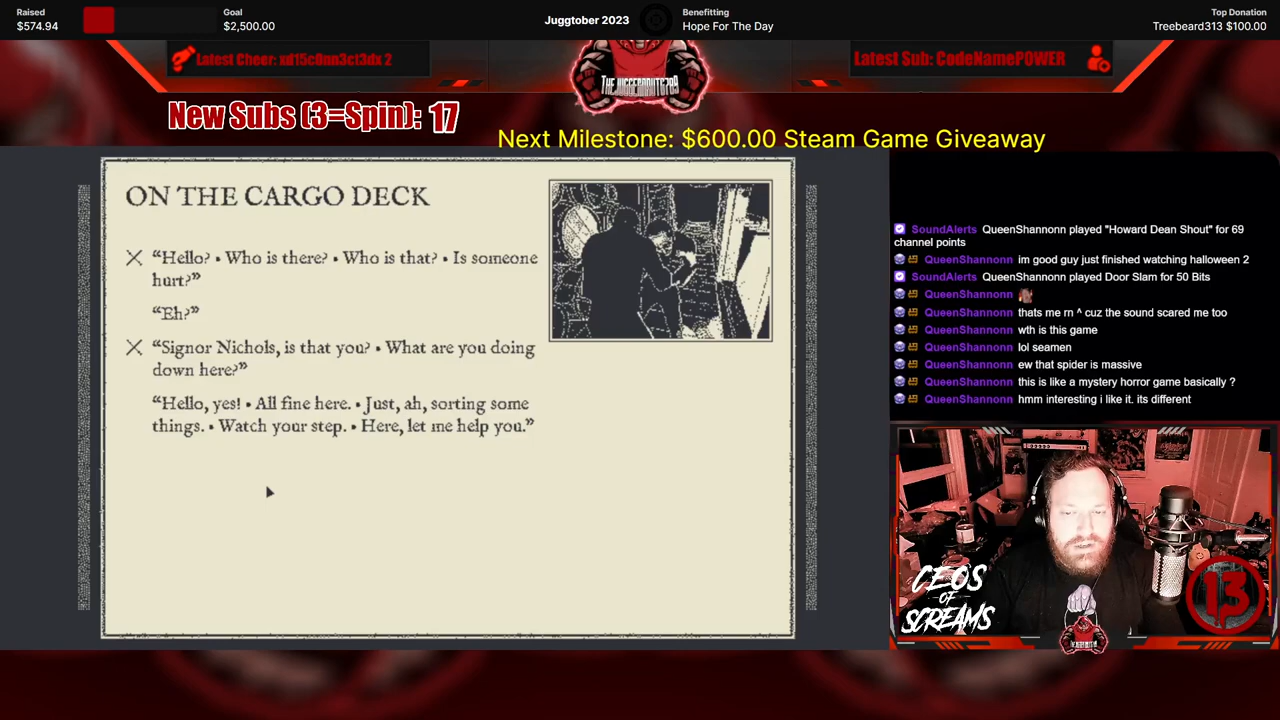 Raised
$574.94
Goal
$2,500.00
Juggtober 2023
Benefitting
Hope For The Day
Top Donation
Treebeard313 $100.00
Latest Cheer: xd15c0nn3ct3dx 2
THEJUGGERNAUT6789
Latest Sub: CodeNamePOWER
New Subs (3=Spin): 17
Next Milestone: $600.00 Steam Game Giveaway
ON THE CARGO DECK
“Hello? • Who is there? • Who is that? • Is someone
hurt?”
“Eh?”
“Signor Nichols, is that you? • What are you doing
down here?”
“Hello, yes! • All fine here. • Just, ah, sorting some
things. • Watch your step. • Here, let me help you.”
SoundAlerts QueenShannonn played "Howard Dean Shout" for 69
channel points
QueenShannonn im good guy just finished watching halloween 2
SoundAlerts QueenShannonn played Door Slam for 50 Bits
QueenShannonn
QueenShannonn thats me rn ^ cuz the sound scared me too
QueenShannonn wth is this game
QueenShannonn lol seamen
QueenShannonn ew that spider is massive
QueenShannonn this is like a mystery horror game basically ?
QueenShannonn hmm interesting i like it. its different
CEOS
OF
SCREAMS
13